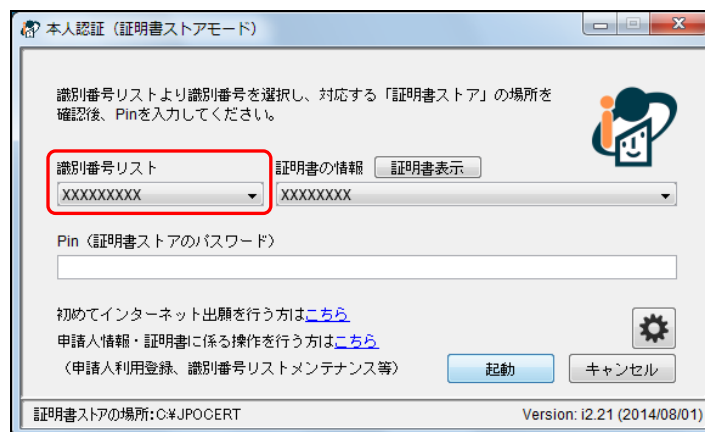 本人認証（証明書ストアモード）
識別番号リストより識別番号を選択し、対応する「証明書ストア」の場所を
確認後、Pinを入力してください。
識別番号リスト
証明書の情報
証明書表示
XXXXXXXXX
XXXXXXXX
Pin（証明書ストアのパスワード）
初めてインターネット出願を行う方はこちら
申請人情報・証明書に係る操作を行う方はこちら
（申請人利用登録、識別番号リストメンテナンス等）
起動
キャンセル
証明書ストアの場所:C:¥JPOCERT
Version: i2.21 (2014/08/01)